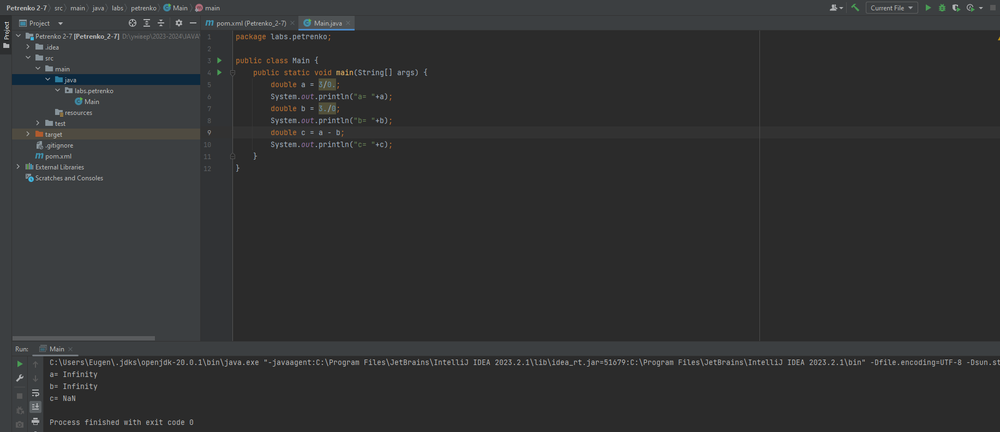 Petrenko 2-7 src main java labs petrenko Main main
Current File
Project
Project
pom.xml (Petrenko_2-7)
Main.java
Petrenko 2-7 [Petrenko_2-7] D:\універ\2023-2024\JAVA\
.idea
src
main
java
labs.petrenko
Main
resources
test
target
.gitignore
pom.xml
External Libraries
Scratches and Consoles
1 package labs.petrenko;
2
3 public class Main {
4 public static void main(String[] args) {
5 double a = 3/0.;
6 System.out.println("a= "+a);
7 double b = 3./0;
8 System.out.println("b= "+b);
9 double c = a - b;
10 System.out.println("c= "+c);
11 }
12 }
Run: Main
C:\Users\Eugen\.jdks\openjdk-20.0.1\bin\java.exe "-javaagent:C:\Program Files\JetBrains\IntelliJ IDEA 2023.2.1\lib\idea_rt.jar=51679:C:\Program Files\JetBrains\IntelliJ IDEA 2023.2.1\bin" -Dfile.encoding=UTF-8 -Dsun.st
a= Infinity
b= Infinity
c= NaN
Process finished with exit code 0